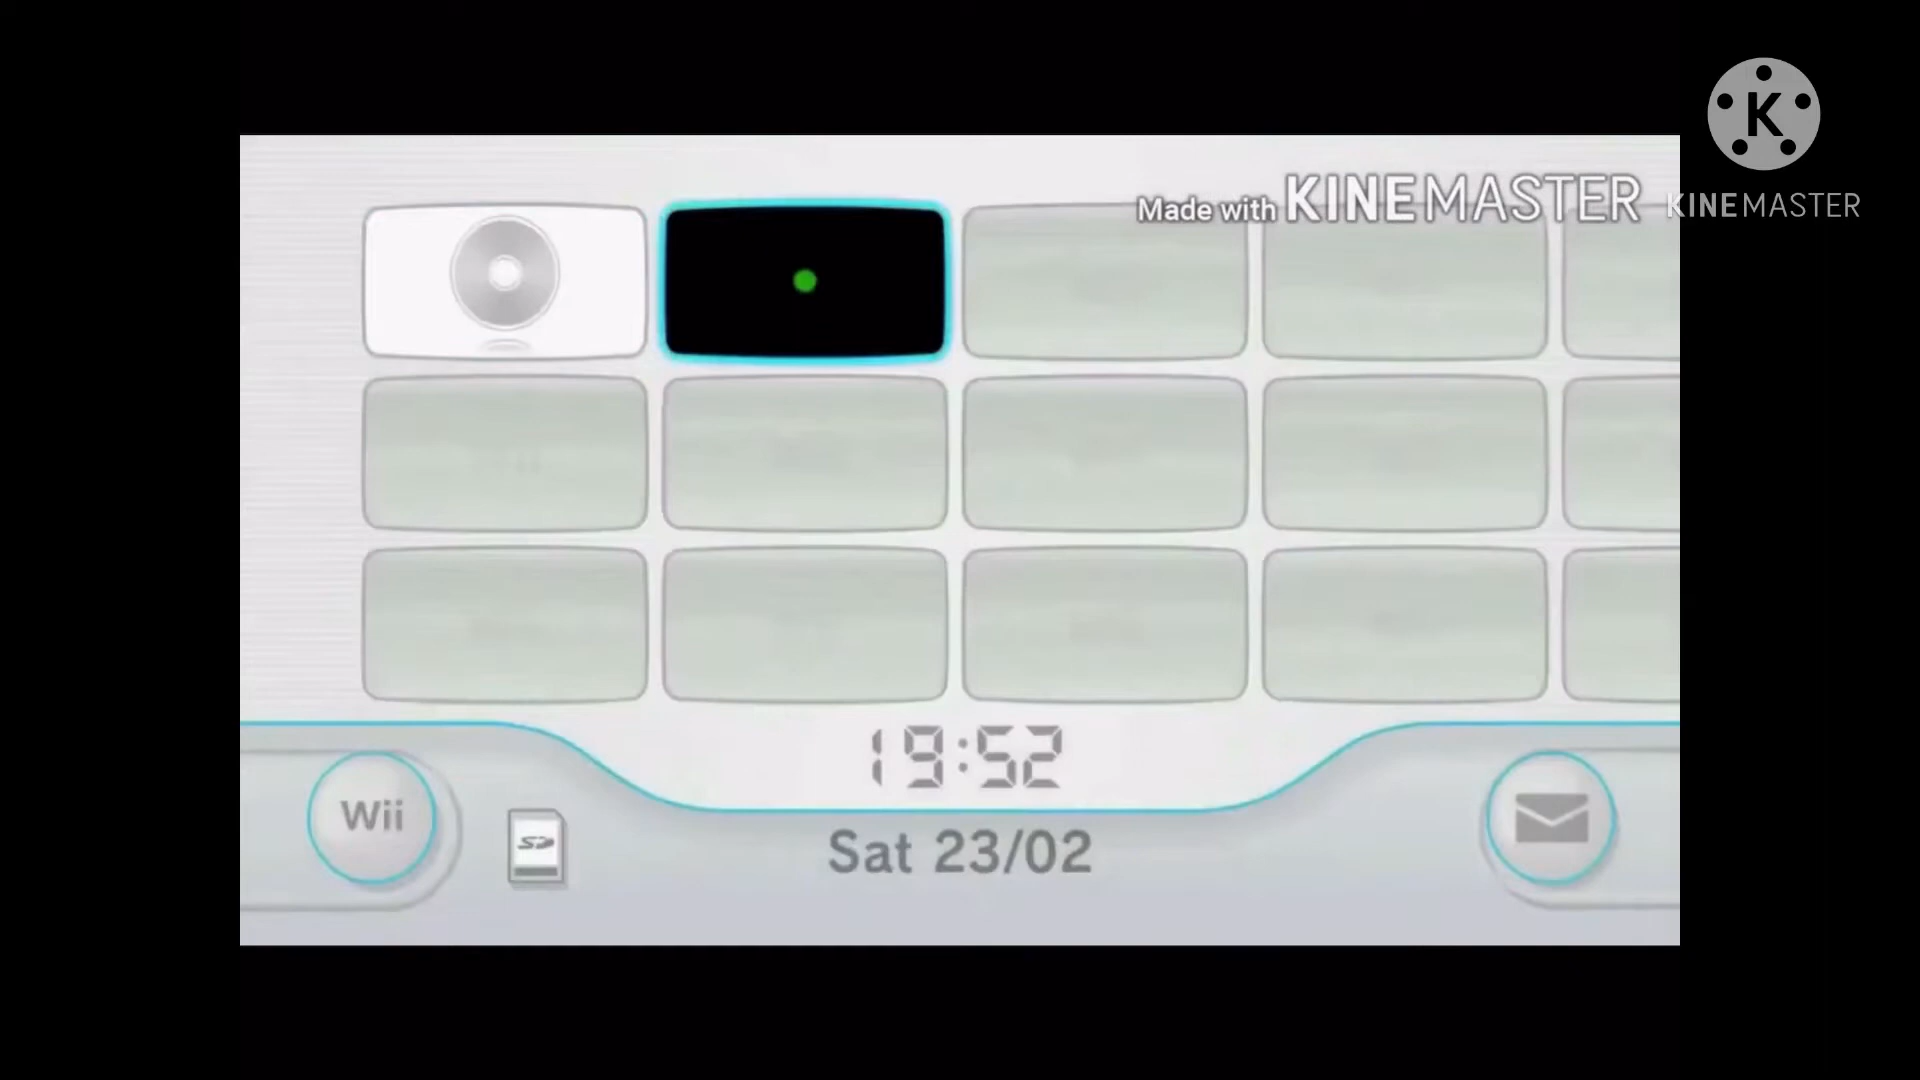 K
KINEMASTER
Made with KINEMASTER
19:52
Wii
SD
Sat 23/02